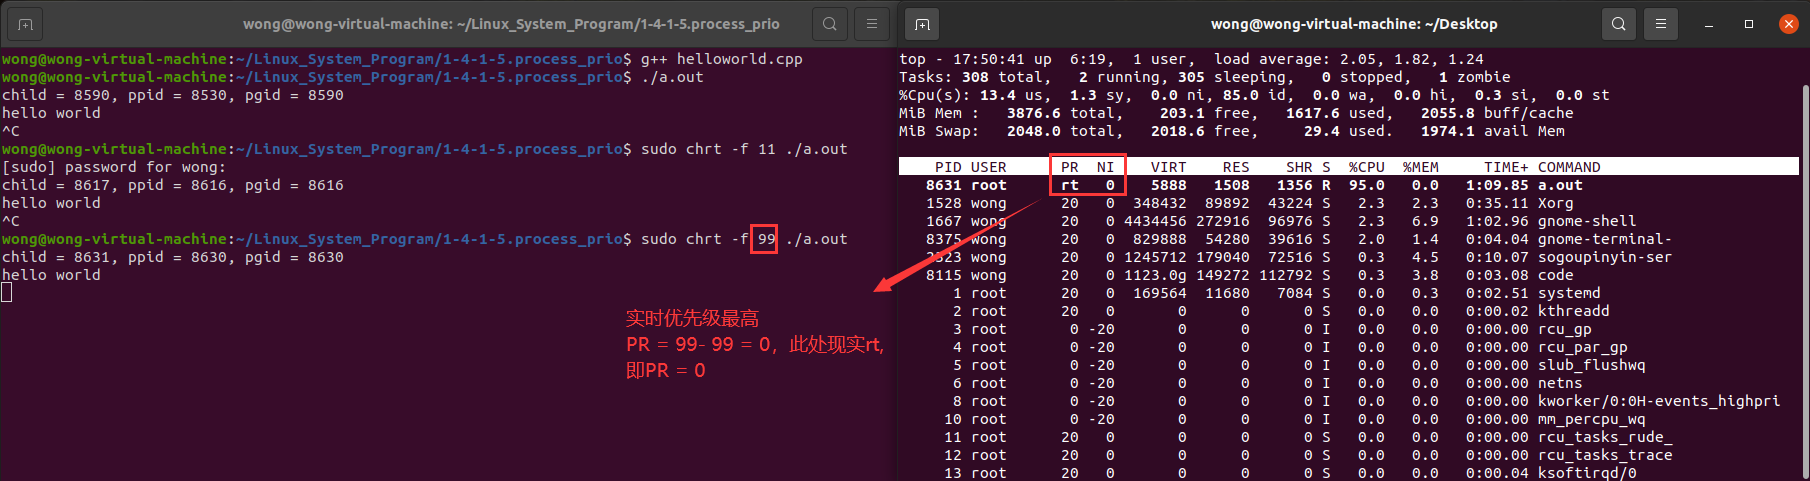 wong@wong-virtual-machine: ~/Linux_System_Program/1-4-1-5.process_prio
wong@wong-virtual-machine:~/Linux_System_Program/1-4-1-5.process_prio$ g++ helloworld.cpp
wong@wong-virtual-machine:~/Linux_System_Program/1-4-1-5.process_prio$ ./a.out
child = 8590, ppid = 8530, pgid = 8590
hello world
^C
wong@wong-virtual-machine:~/Linux_System_Program/1-4-1-5.process_prio$ sudo chrt -f 11 ./a.out
[sudo] password for wong:
child = 8617, ppid = 8616, pgid = 8616
hello world
^C
wong@wong-virtual-machine:~/Linux_System_Program/1-4-1-5.process_prio$ sudo chrt -f 99 ./a.out
child = 8631, ppid = 8630, pgid = 8630
hello world
实时优先级最高
PR = 99- 99 = 0，此处现实rt,
即PR = 0
wong@wong-virtual-machine: ~/Desktop
top - 17:50:41 up  6:19,  1 user,  load average: 2.05, 1.82, 1.24
Tasks: 308 total,   2 running, 305 sleeping,   0 stopped,   1 zombie
%Cpu(s): 13.4 us,  1.3 sy,  0.0 ni, 85.0 id,  0.0 wa,  0.0 hi,  0.3 si,  0.0 st
MiB Mem :   3876.6 total,    203.1 free,   1617.6 used,   2055.8 buff/cache
MiB Swap:   2048.0 total,   2018.6 free,     29.4 used.   1974.1 avail Mem
PID USER PR NI VIRT RES SHR S %CPU %MEM TIME+ COMMAND
8631 root rt 0 5888 1508 1356 R 95.0 0.0 1:09.85 a.out
1528 wong 20 0 348432 89892 43224 S 2.3 2.3 0:35.11 Xorg
1667 wong 20 0 4434456 272916 96976 S 2.3 6.9 1:02.96 gnome-shell
8375 wong 20 0 829888 54280 39616 S 2.0 1.4 0:04.04 gnome-terminal-
2323 wong 20 0 1245712 179040 72516 S 0.3 4.5 0:10.07 sogoupinyin-ser
8115 wong 20 0 1123.0g 149272 112792 S 0.3 3.8 0:03.08 code
1 root 20 0 169564 11680 7084 S 0.0 0.3 0:02.51 systemd
2 root 20 0 0 0 0 S 0.0 0.0 0:00.02 kthreadd
3 root 0 -20 0 0 0 I 0.0 0.0 0:00.00 rcu_gp
4 root 0 -20 0 0 0 I 0.0 0.0 0:00.00 rcu_par_gp
5 root 0 -20 0 0 0 I 0.0 0.0 0:00.00 slub_flushwq
6 root 0 -20 0 0 0 I 0.0 0.0 0:00.00 netns
8 root 0 -20 0 0 0 I 0.0 0.0 0:00.00 kworker/0:0H-events_highpri
10 root 0 -20 0 0 0 I 0.0 0.0 0:00.00 mm_percpu_wq
11 root 20 0 0 0 0 S 0.0 0.0 0:00.00 rcu_tasks_rude_
12 root 20 0 0 0 0 S 0.0 0.0 0:00.00 rcu_tasks_trace
13 root 20 0 0 0 0 S 0.0 0.0 0:00.04 ksoftirqd/0